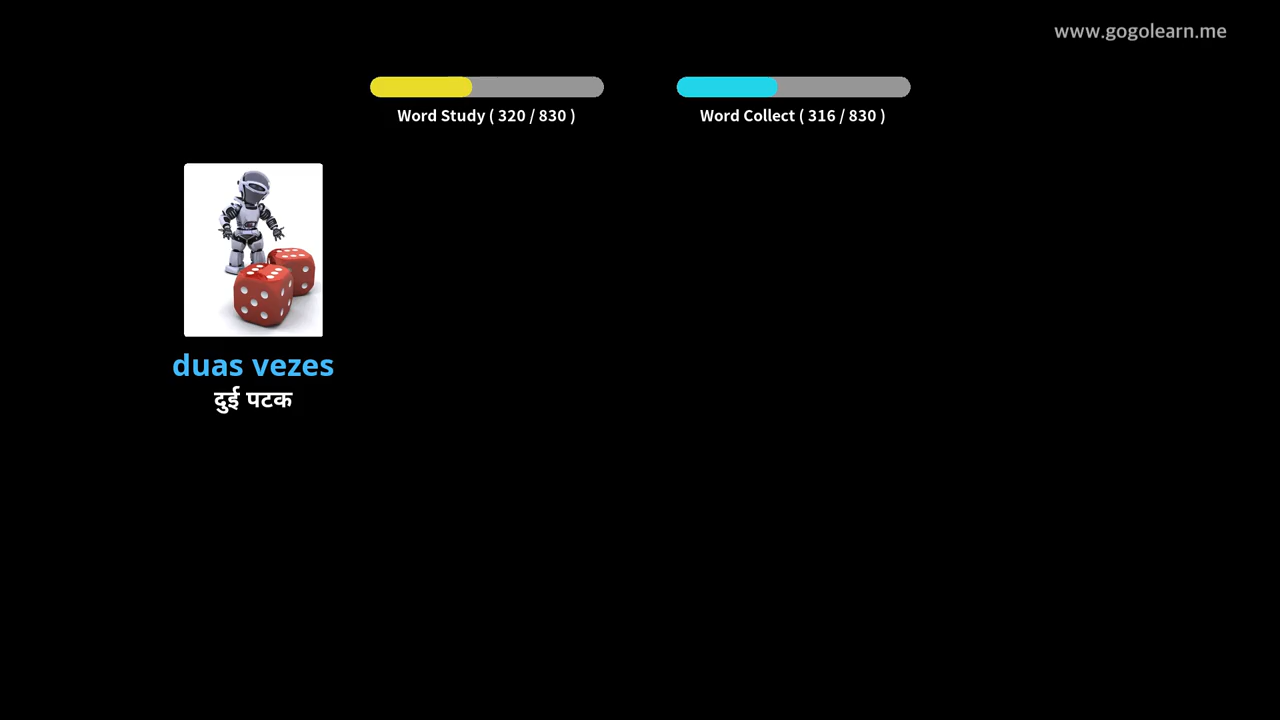 www.gogolearn.me
Word Study ( 320 / 830 )
Word Collect ( 316 / 830 )
duas vezes
दुई पटक